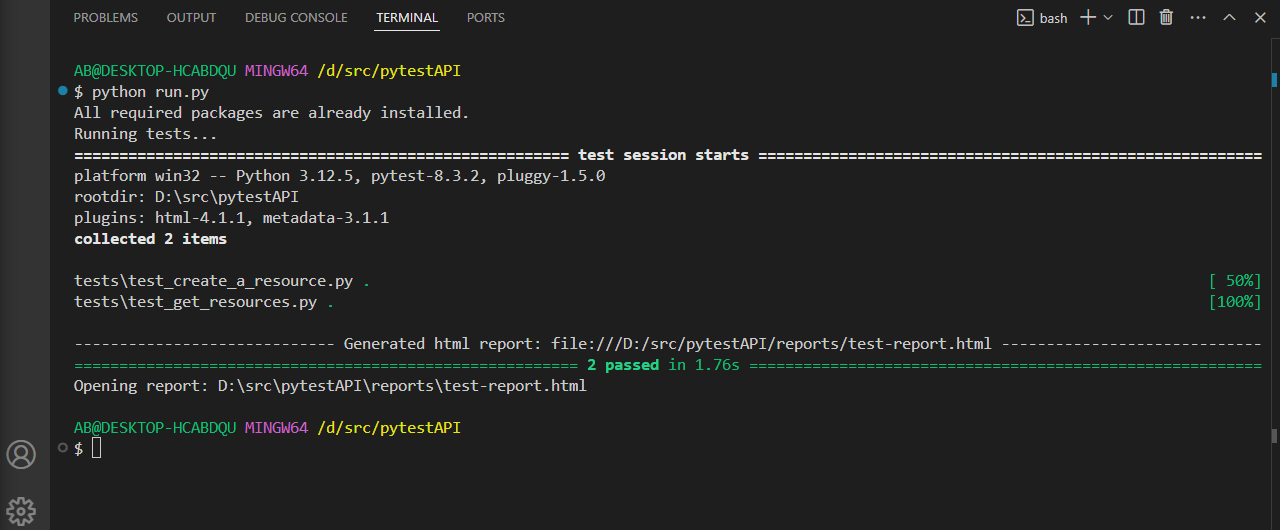 PROBLEMS OUTPUT DEBUG CONSOLE TERMINAL PORTS bash
AB@DESKTOP-HCABDQU MINGW64 /d/src/pytestAPI
$ python run.py
All required packages are already installed.
Running tests...
======================================================= test session starts ========================================================
platform win32 -- Python 3.12.5, pytest-8.3.2, pluggy-1.5.0
rootdir: D:\src\pytestAPI
plugins: html-4.1.1, metadata-3.1.1
collected 2 items
tests\test_create_a_resource.py . [ 50%]
tests\test_get_resources.py . [100%]
----------------------------- Generated html report: file:///D:/src/pytestAPI/reports/test-report.html -----------------------------
======================================================== 2 passed in 1.76s =========================================================
Opening report: D:\src\pytestAPI\reports\test-report.html
AB@DESKTOP-HCABDQU MINGW64 /d/src/pytestAPI
$